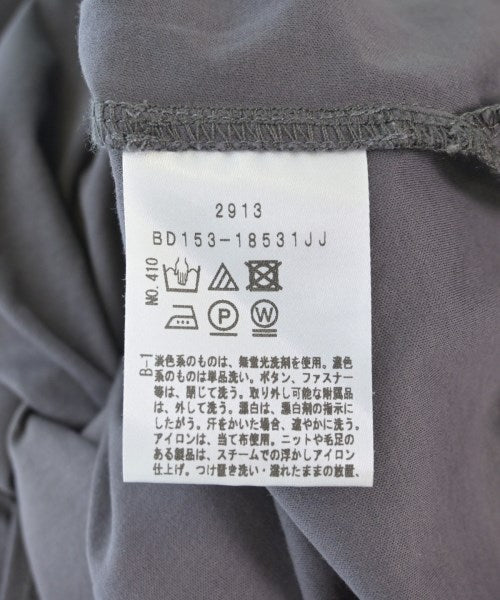 2913
BD153-18531JJ
NO.410
P
W
B-1
淡色系のものは、無蛍光洗剤を使用。濃色
系のものは単品洗い。ボタン、ファスナー
等は、閉じて洗う。取外し可能な附属品
は、外して洗う。漂白は、漂白剤の指示に
したがう。汗をかいた場合、速やかに洗う。
アイロンは、当て布使用。ニットや毛足の
ある製品は、スチームでの浮かしアイロン
仕上げ。つけ置き洗い・濡れたままの放置、